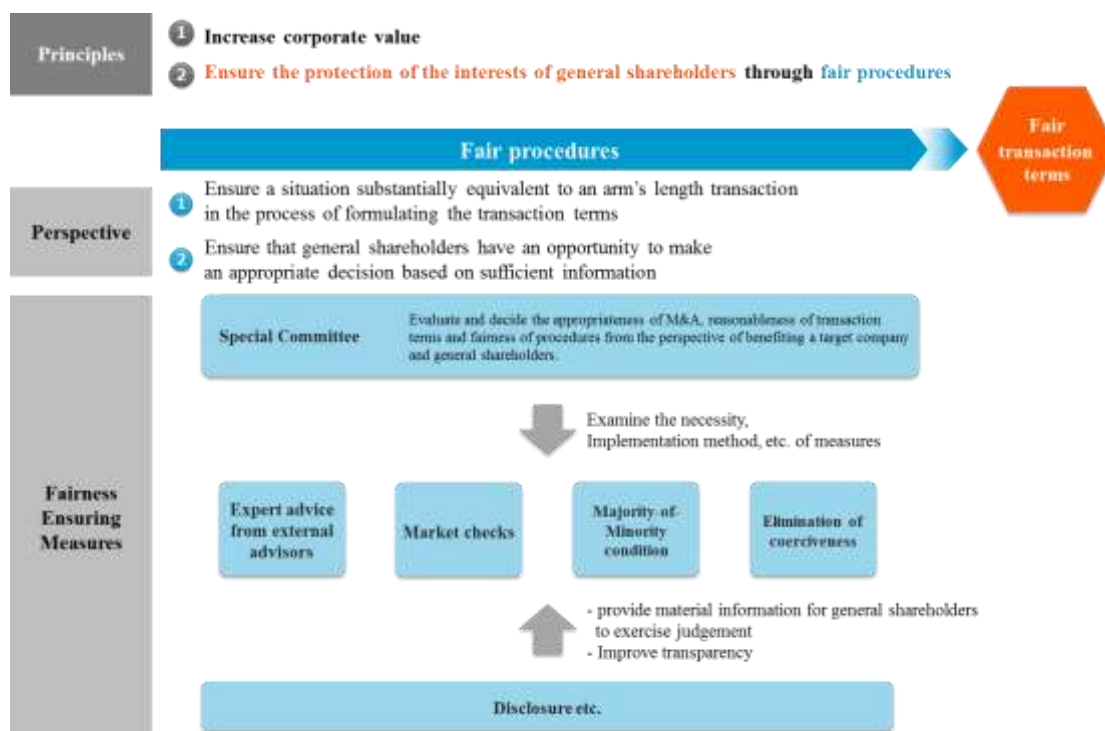 Principles
1 Increase corporate value
2 Ensure the protection of the interests of general shareholders through fair procedures
Fair procedures
Fair
transaction
terms
Perspective
1 Ensure a situation substantially equivalent to an arm's length transaction
in the process of formulating the transaction terms
2 Ensure that general shareholders have an opportunity to make
an appropriate decision based on sufficient information
Fairness
Ensuring
Measures
Special Committee
Evaluate and decide the appropriateness of M&A, reasonableness of transaction
terms and fairness of procedures from the perspective of benefiting a target company
and general shareholders.
Examine the necessity,
Implementation method, etc. of measures
Expert advice
from external
advisors
Market checks
Majority of
Minority
condition
Elimination of
coerciveness
- provide material information for general shareholders
to exercise judgement
- Improve transparency
Disclosure etc.